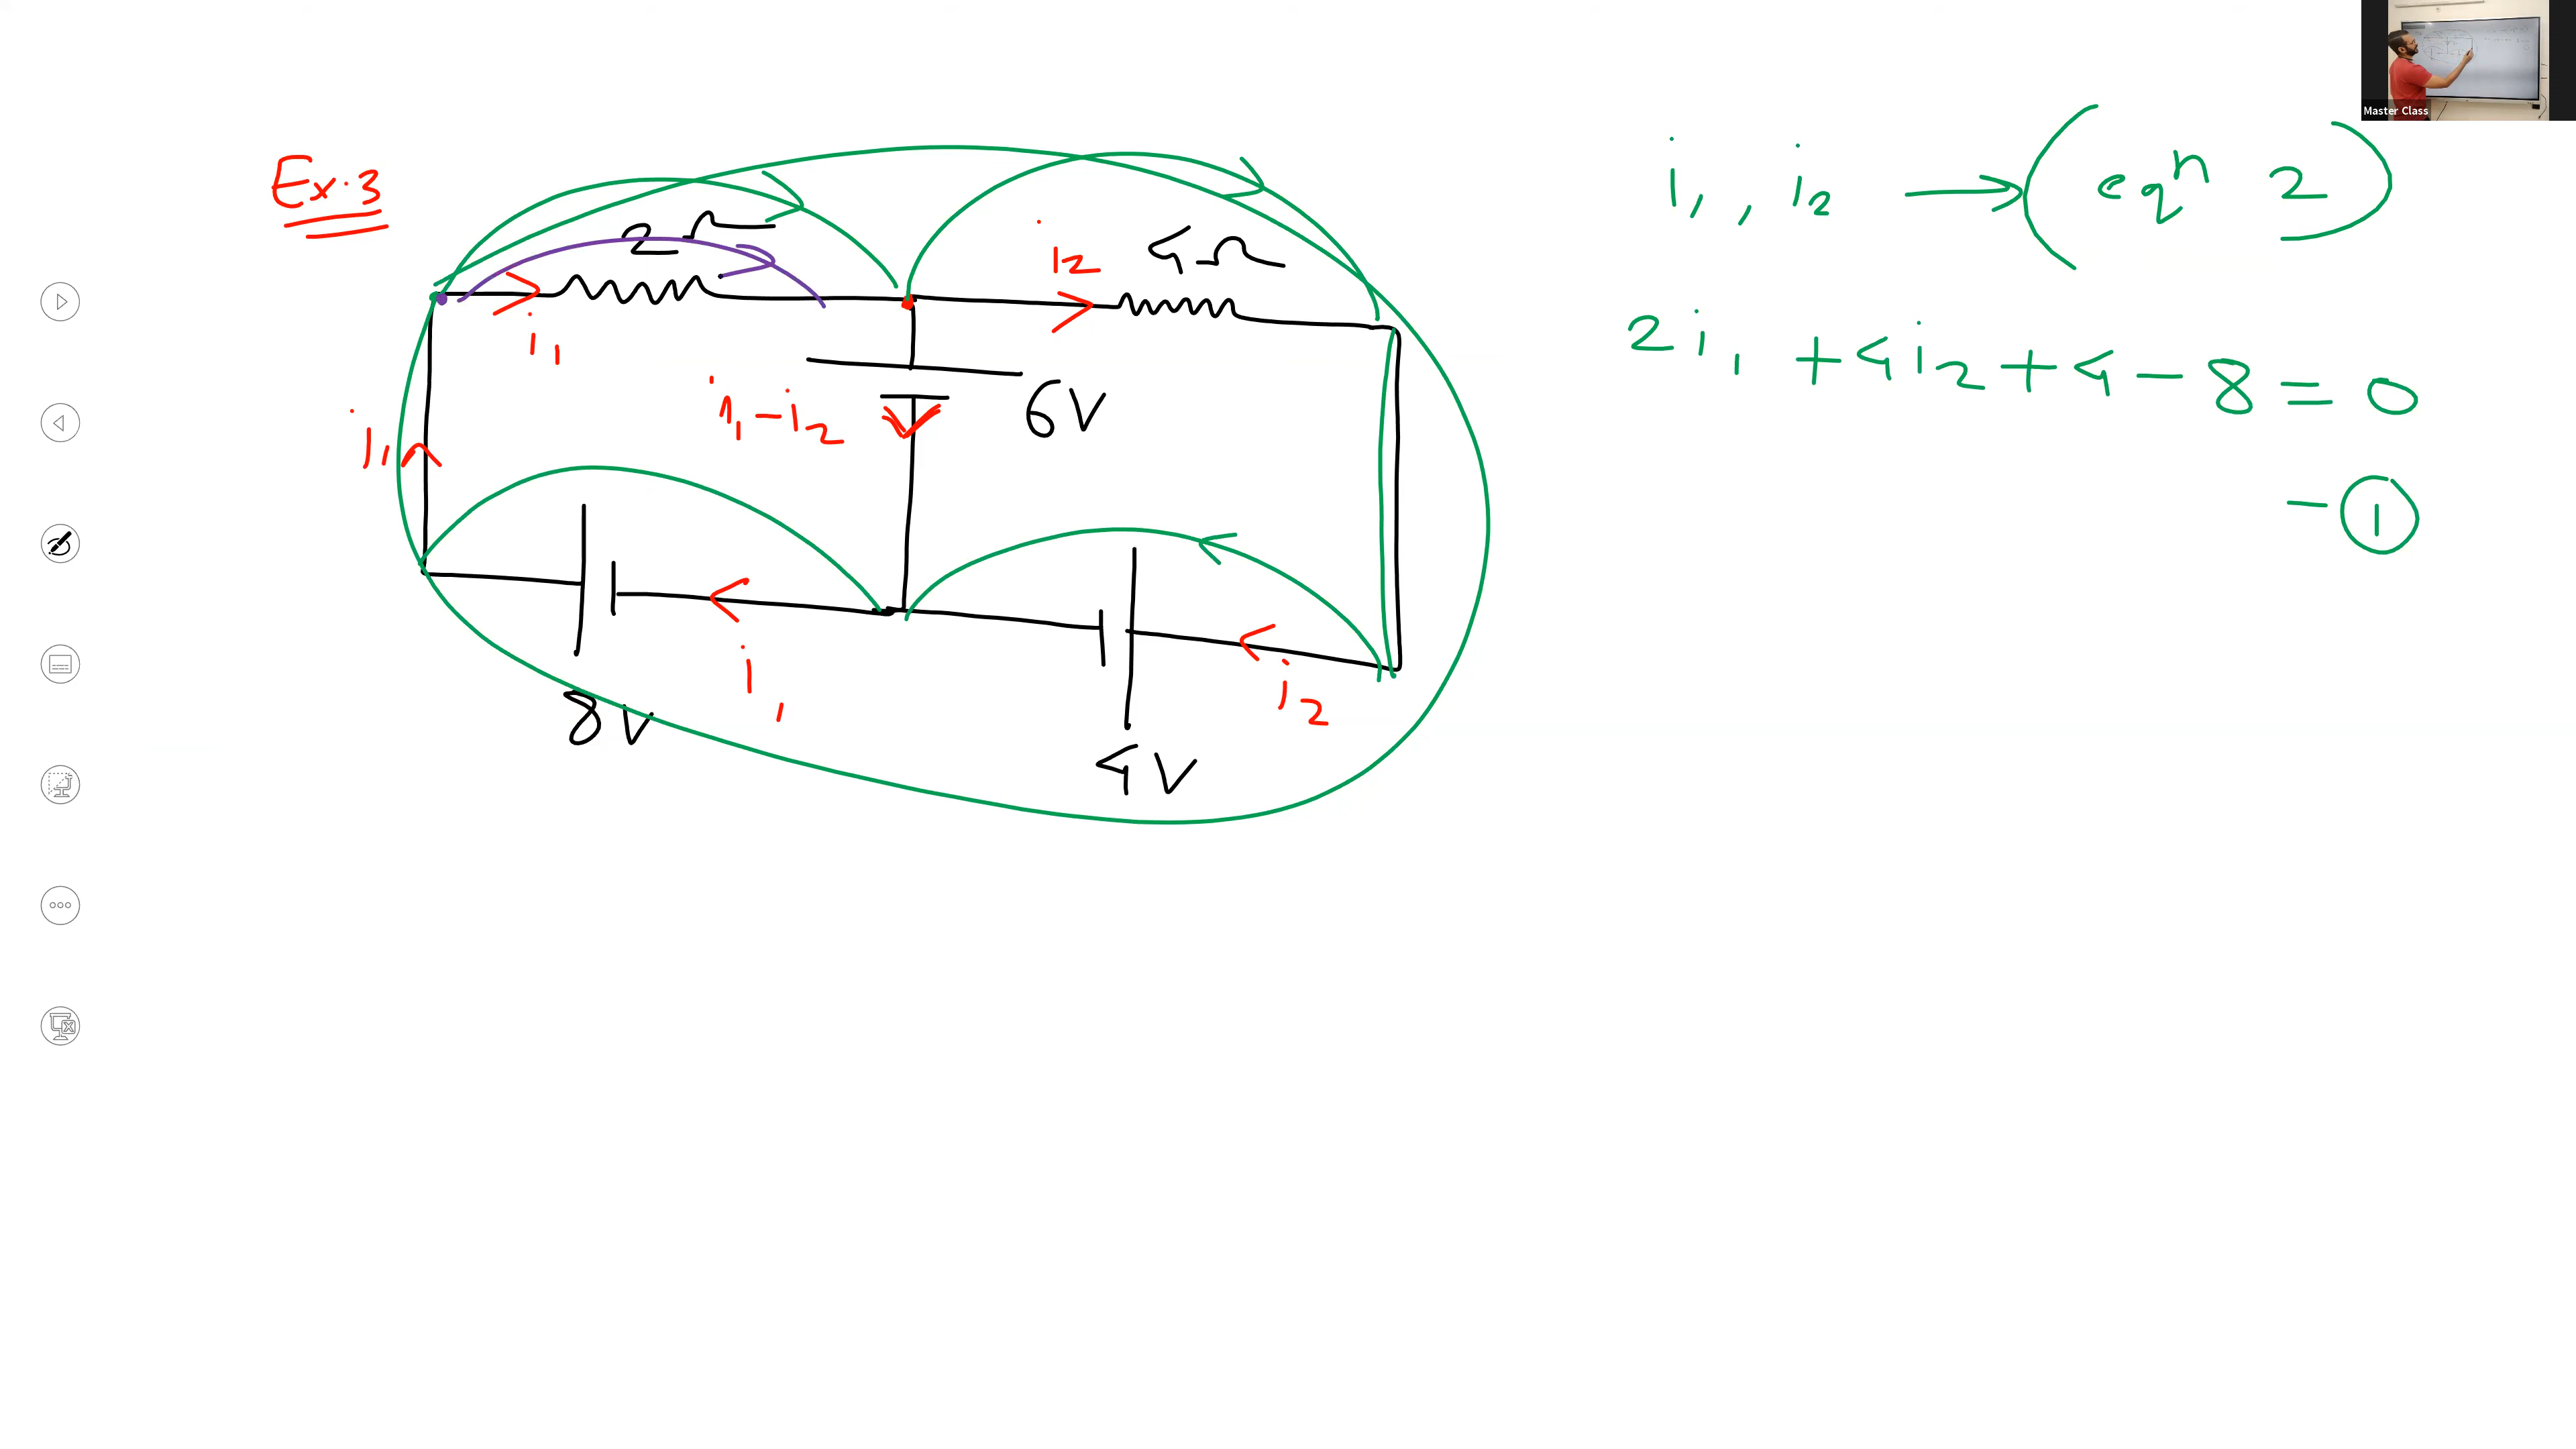 Master Class
Ex.3
i₁, i₂ → (eqⁿ 2)
2Ω
4Ω
i₂
i₁
2i₁ + 4i₂ + 4 - 8 = 0
i₁ - i₂
6V
i₁
- ①
i₁
i₂
8V
4V